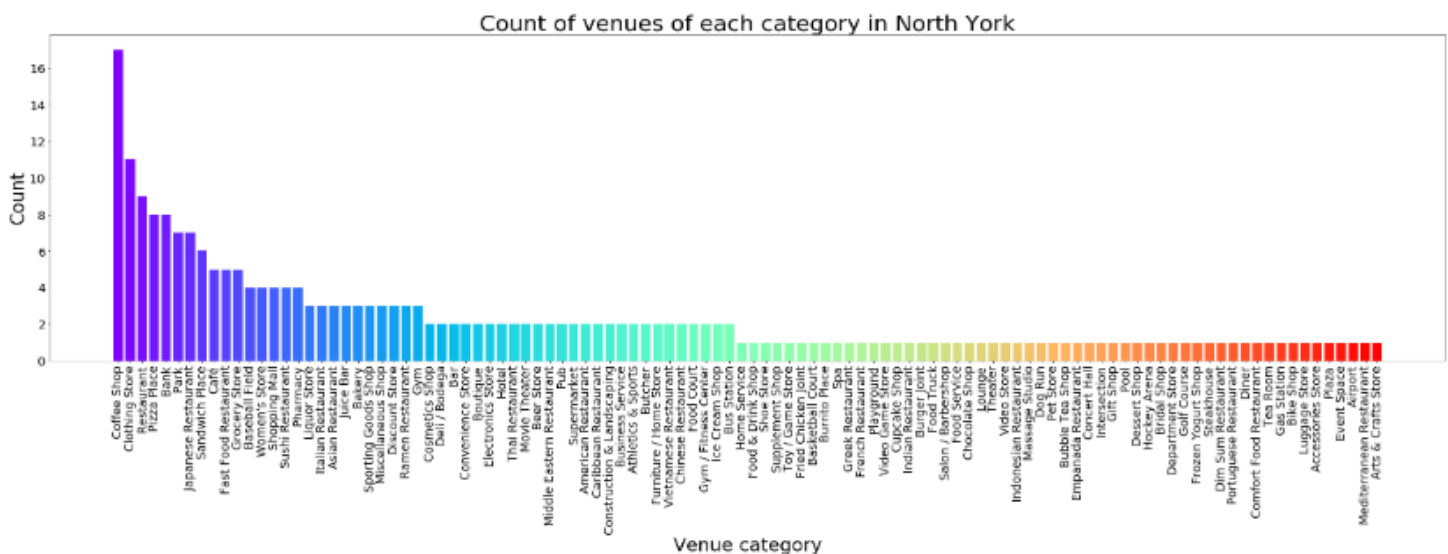 Count of venues of each category in North York
Count
16
14
12
10
8
6
4
2
0
Coffee Shop
Clothing Store
Restaurant
Pizza Place
Bank
Park
Japanese Restaurant
Sandwich Place
Café
Fast Food Restaurant
Grocery Store
Baseball Field
Women's Store
Shopping Mall
Sushi Restaurant
Pharmacy
Liquor Store
Italian Restaurant
Asian Restaurant
Juice Bar
Bakery
Sporting Goods Shop
Miscellaneous Shop
Discount Store
Ramen Restaurant
Gym
Cosmetics Shop
Deli / Bodega
Bar
Convenience Store
Boutique
Electronics Store
Hotel
Thai Restaurant
Movie Theater
Beer Store
Middle Eastern Restaurant
Pub
Supermarket
American Restaurant
Caribbean Restaurant
Construction & Landscaping
Business Service
Athletics & Sports
Butcher
Furniture / Home Store
Vietnamese Restaurant
Chinese Restaurant
Food Court
Gym / Fitness Center
Ice Cream Shop
Bus Station
Home Service
Food & Drink Shop
Shoe Store
Supplement Shop
Toy / Game Store
Fried Chicken Joint
Basketball Court
Burrito Place
Spa
Greek Restaurant
French Restaurant
Playground
Video Game Store
Cupcake Shop
Indian Restaurant
Burger Joint
Food Truck
Salon / Barbershop
Food Service
Chocolate Shop
Lounge
Theater
Video Store
Indonesian Restaurant
Massage Studio
Dog Run
Pet Store
Bubble Tea Shop
Empanada Restaurant
Concert Hall
Intersection
Gift Shop
Pool
Dessert Shop
Hockey Arena
Bridal Shop
Department Store
Golf Course
Frozen Yogurt Shop
Steakhouse
Dim Sum Restaurant
Portuguese Restaurant
Diner
Comfort Food Restaurant
Tea Room
Gas Station
Bike Shop
Luggage Store
Accessories Store
Plaza
Event Space
Airport
Mediterranean Restaurant
Arts & Crafts Store
Venue category